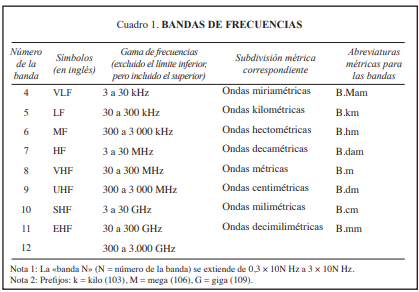 Cuadro 1. BANDAS DE FRECUENCIAS
Número de la banda | Símbolos (en inglés) | Gama de frecuencias (excluido el límite inferior, pero incluido el superior) | Subdivisión métrica correspondiente | Abreviaturas métricas para las bandas
4 VLF 3 a 30 kHz Ondas miriamétricas B.Mam
5 LF 30 a 300 kHz Ondas kilométricas B.km
6 MF 300 a 3 000 kHz Ondas hectométricas B.hm
7 HF 3 a 30 MHz Ondas decamétricas B.dam
8 VHF 30 a 300 MHz Ondas métricas B.m
9 UHF 300 a 3 000 MHz Ondas centimétricas B.dm
10 SHF 3 a 30 GHz Ondas milimétricas B.cm
11 EHF 30 a 300 GHz Ondas decimilimétricas B.mm
12 300 a 3.000 GHz
Nota 1: La «banda N» (N = número de la banda) se extiende de 0,3 × 10N Hz a 3 × 10N Hz.
Nota 2: Prefijos: k = kilo (103), M = mega (106), G = giga (109).